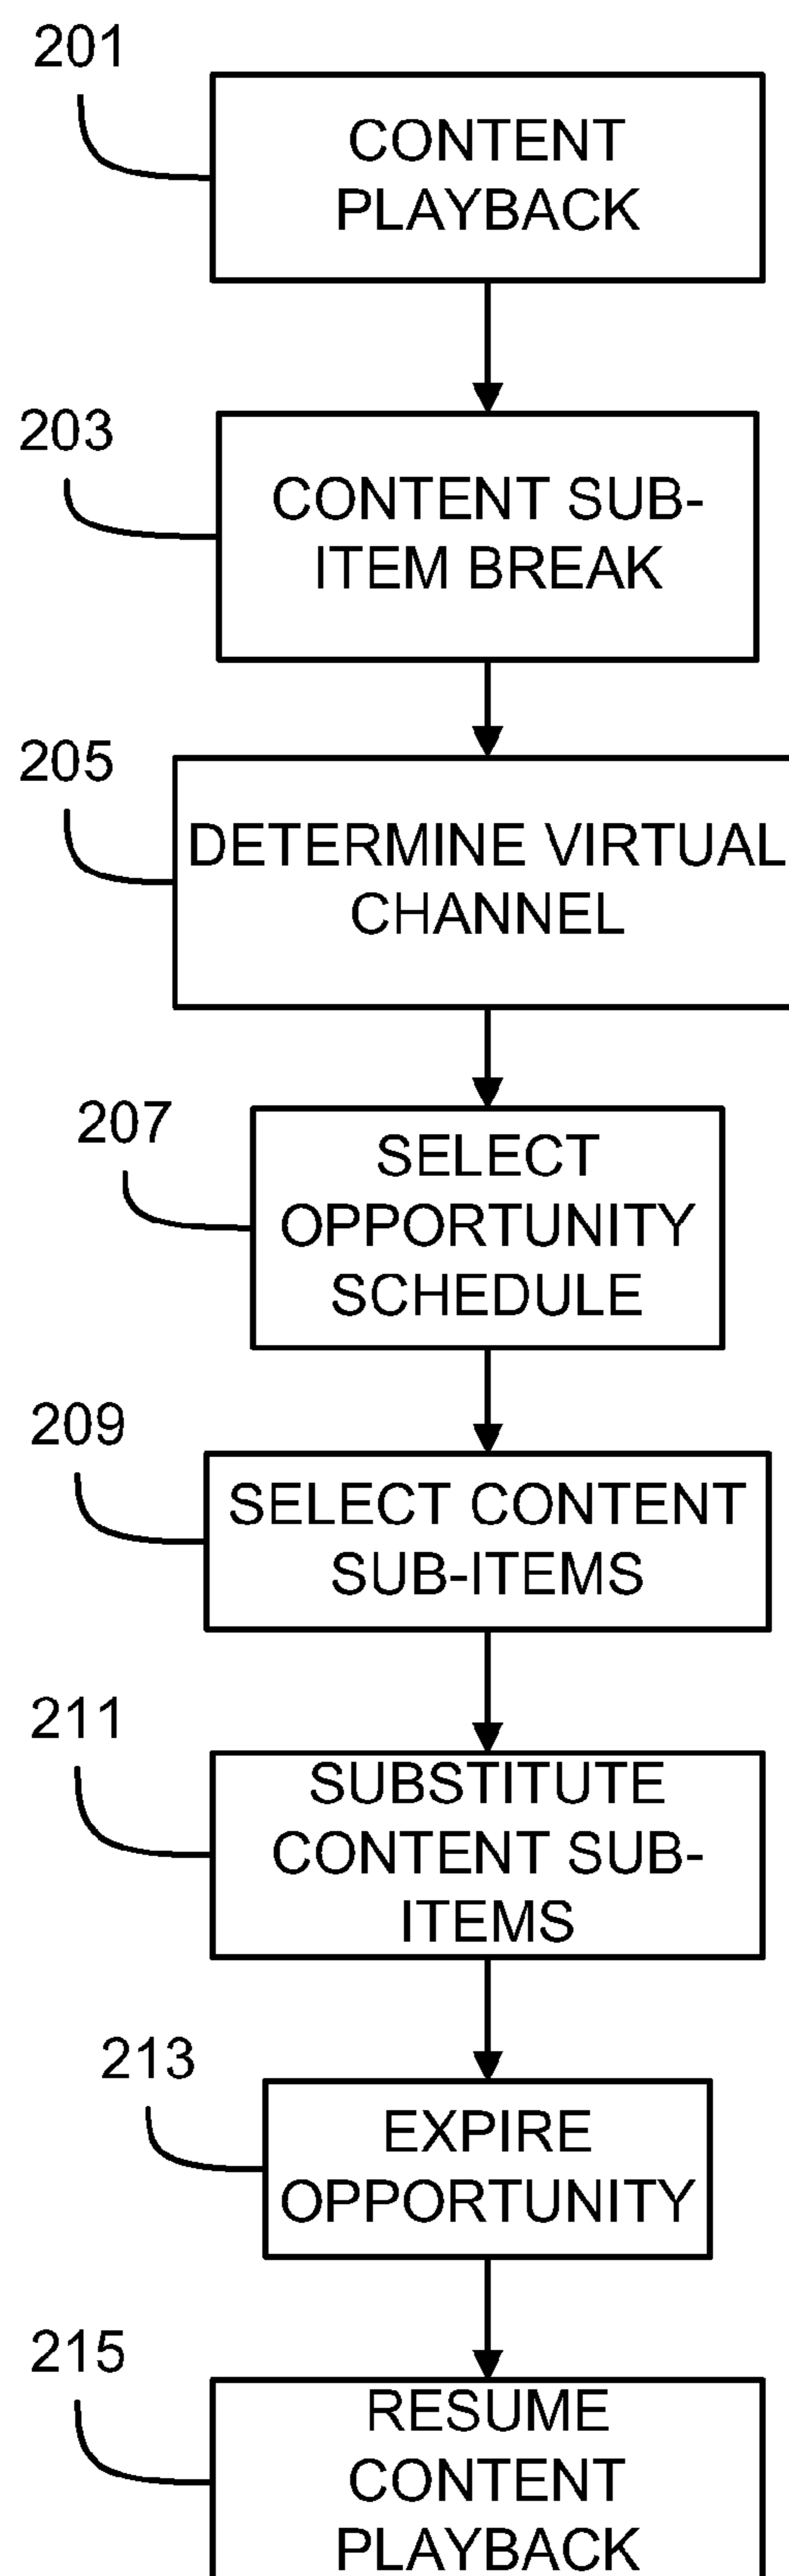 201
CONTENT
PLAYBACK
203
CONTENT SUB-
ITEM BREAK
205
DETERMINE VIRTUAL
CHANNEL
207
SELECT
OPPORTUNITY
SCHEDULE
209
SELECT CONTENT
SUB-ITEMS
211
SUBSTITUTE
CONTENT SUB-
ITEMS
213
EXPIRE
OPPORTUNITY
215
RESUME
CONTENT
PLAYBACK